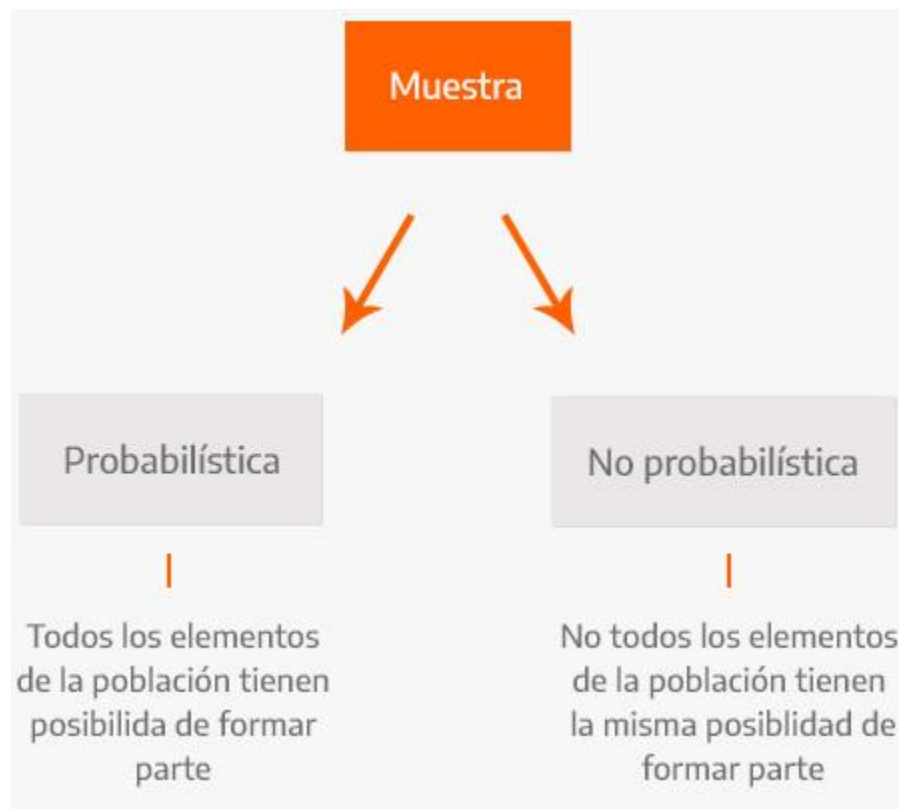 Muestra
Probabilística
No probabilística
Todos los elementos
de la población tienen
posibilida de formar
parte
No todos los elementos
de la población tienen
la misma posiblidad de
formar parte